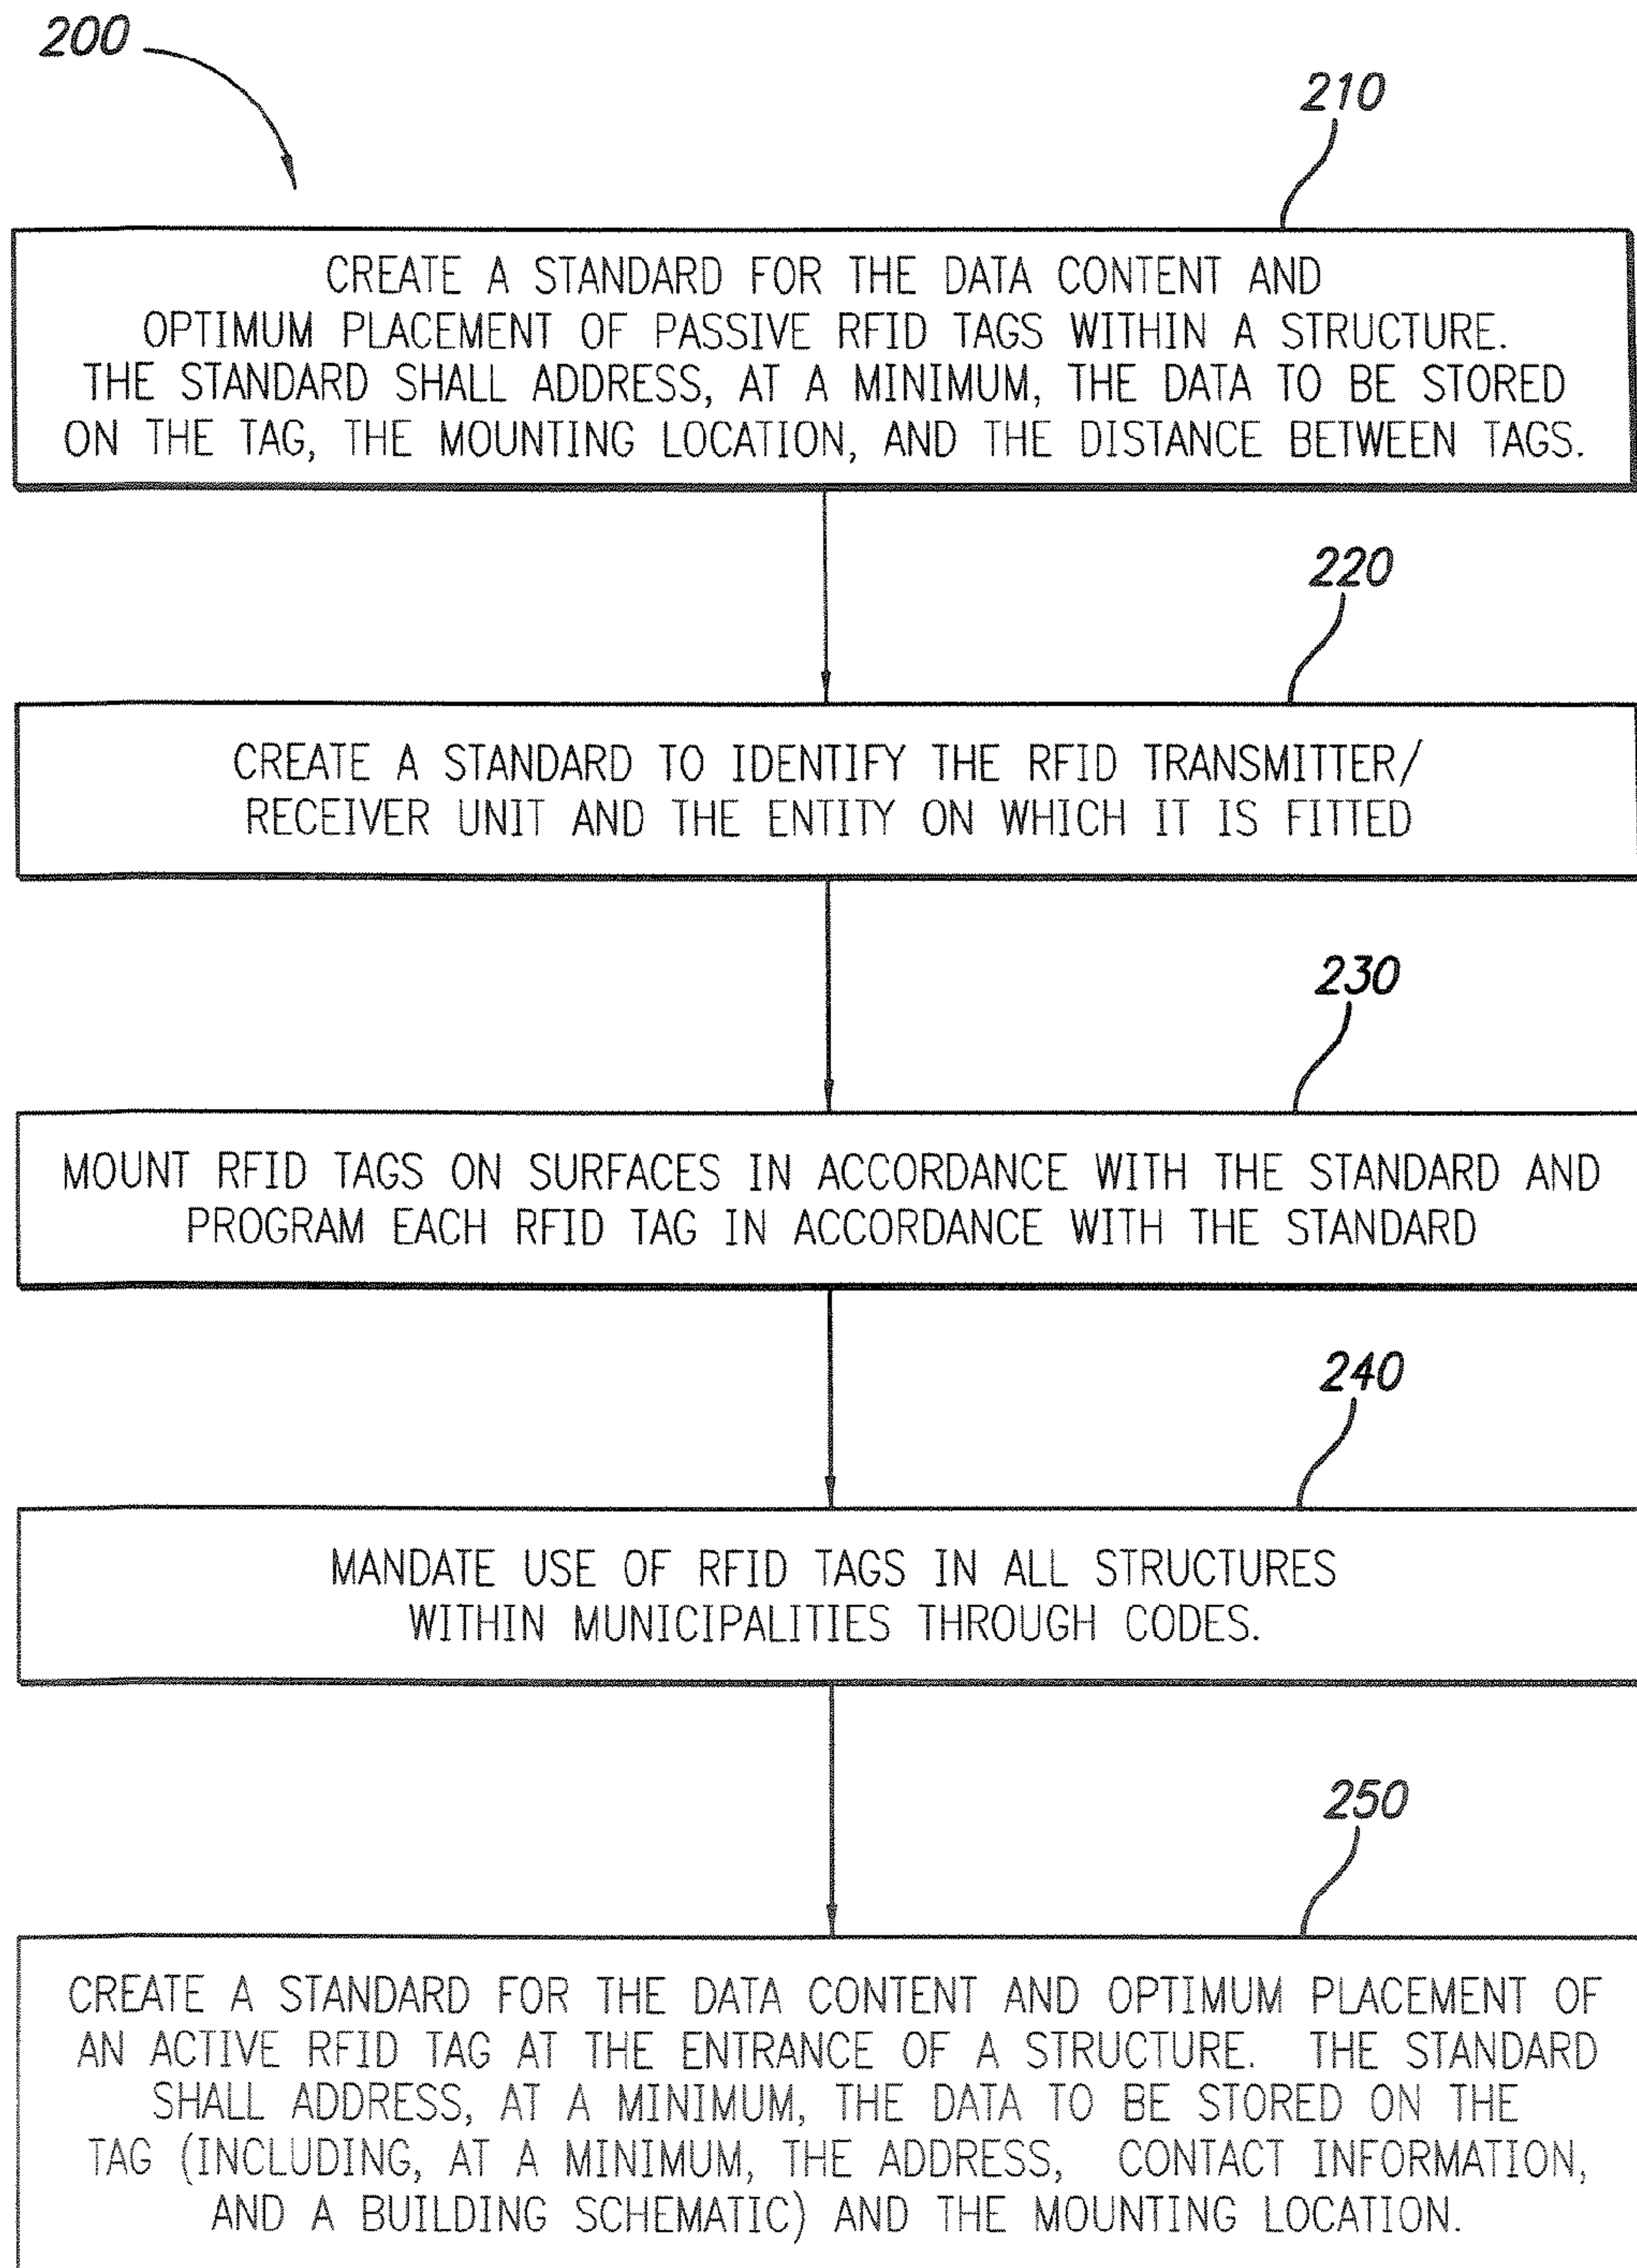 200
210
CREATE A STANDARD FOR THE DATA CONTENT AND
OPTIMUM PLACEMENT OF PASSIVE RFID TAGS WITHIN A STRUCTURE.
THE STANDARD SHALL ADDRESS, AT A MINIMUM, THE DATA TO BE STORED
ON THE TAG, THE MOUNTING LOCATION, AND THE DISTANCE BETWEEN TAGS.
220
CREATE A STANDARD TO IDENTIFY THE RFID TRANSMITTER/
RECEIVER UNIT AND THE ENTITY ON WHICH IT IS FITTED
230
MOUNT RFID TAGS ON SURFACES IN ACCORDANCE WITH THE STANDARD AND
PROGRAM EACH RFID TAG IN ACCORDANCE WITH THE STANDARD
240
MANDATE USE OF RFID TAGS IN ALL STRUCTURES
WITHIN MUNICIPALITIES THROUGH CODES.
250
CREATE A STANDARD FOR THE DATA CONTENT AND OPTIMUM PLACEMENT OF
AN ACTIVE RFID TAG AT THE ENTRANCE OF A STRUCTURE. THE STANDARD
SHALL ADDRESS, AT A MINIMUM, THE DATA TO BE STORED ON THE
TAG (INCLUDING, AT A MINIMUM, THE ADDRESS, CONTACT INFORMATION,
AND A BUILDING SCHEMATIC) AND THE MOUNTING LOCATION.